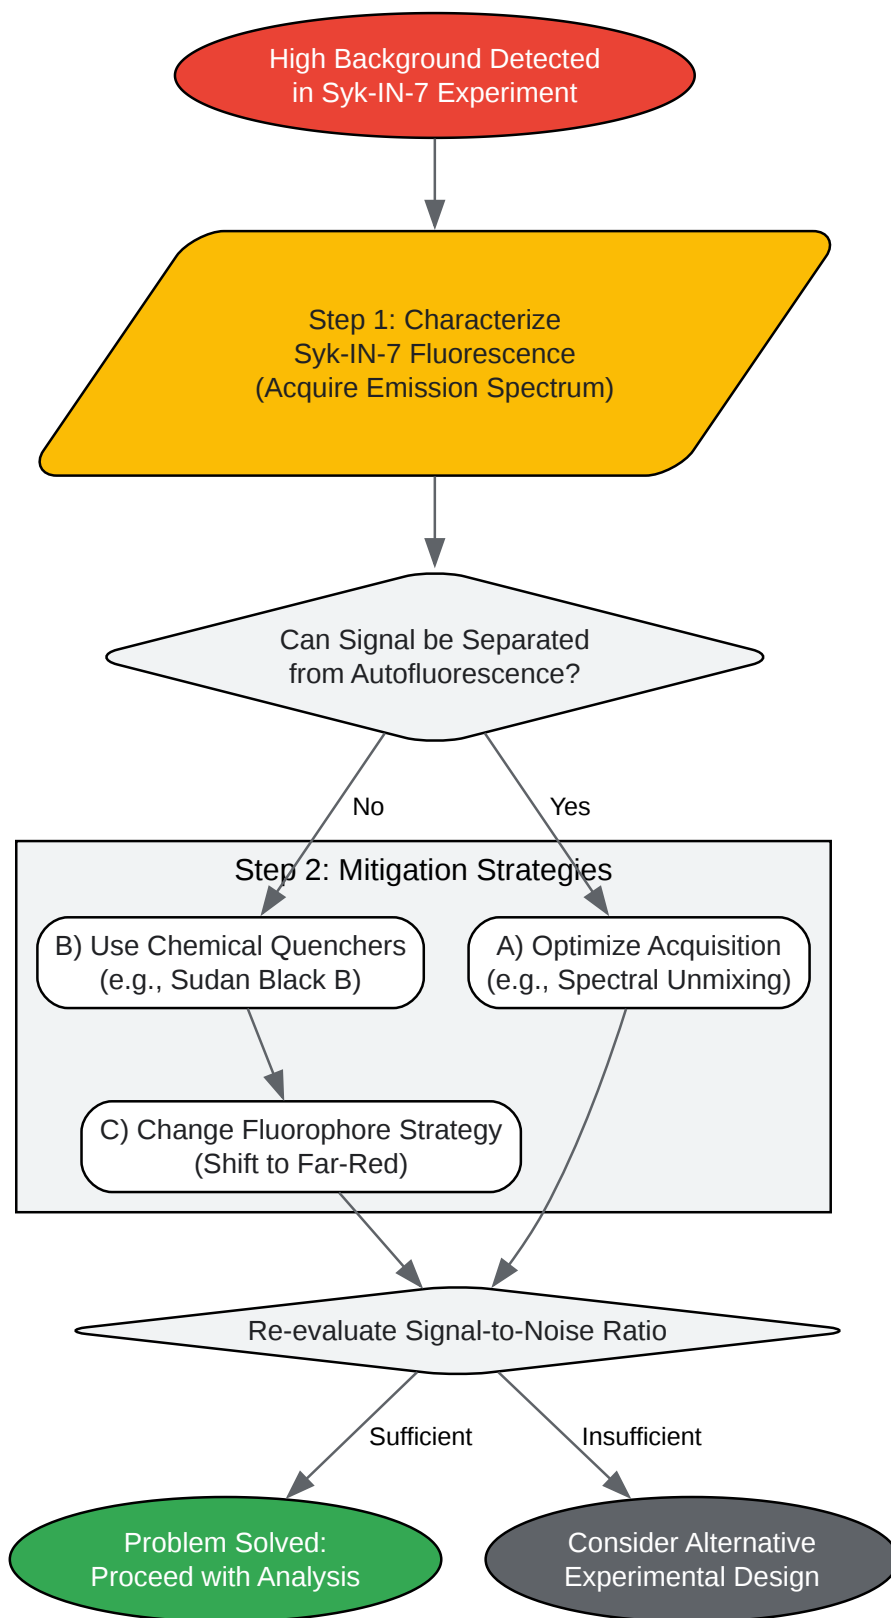 High Background Detected
in Syk-IN-7 Experiment
Step 1: Characterize
Syk-IN-7 Fluorescence
(Acquire Emission Spectrum)
Can Signal be Separated
from Autofluorescence?
No
Yes
Step 2: Mitigation Strategies
B) Use Chemical Quenchers
(e.g., Sudan Black B)
A) Optimize Acquisition
(e.g., Spectral Unmixing)
C) Change Fluorophore Strategy
(Shift to Far-Red)
Re-evaluate Signal-to-Noise Ratio
Sufficient
Insufficient
Problem Solved:
Proceed with Analysis
Consider Alternative
Experimental Design